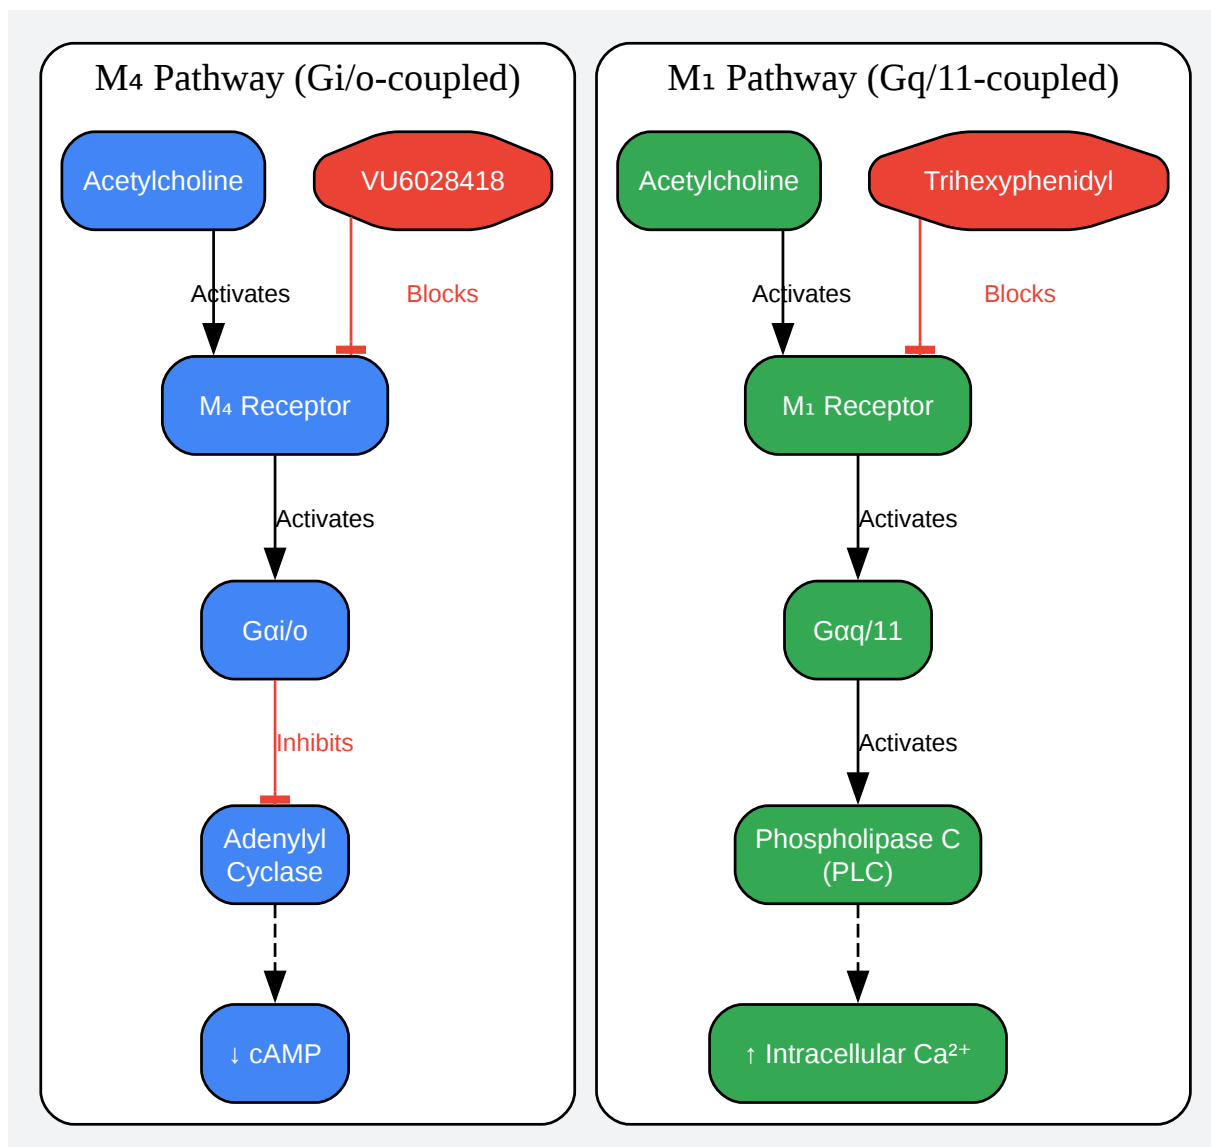 M₄ Pathway (Gi/o-coupled)
Acetylcholine
VU6028418
Activates
Blocks
M₄ Receptor
Activates
Gαi/o
Inhibits
Adenylyl
Cyclase
↓ cAMP
M₁ Pathway (Gq/11-coupled)
Acetylcholine
Trihexyphenidyl
Activates
Blocks
M₁ Receptor
Activates
Gαq/11
Activates
Phospholipase C
(PLC)
↑ Intracellular Ca²⁺